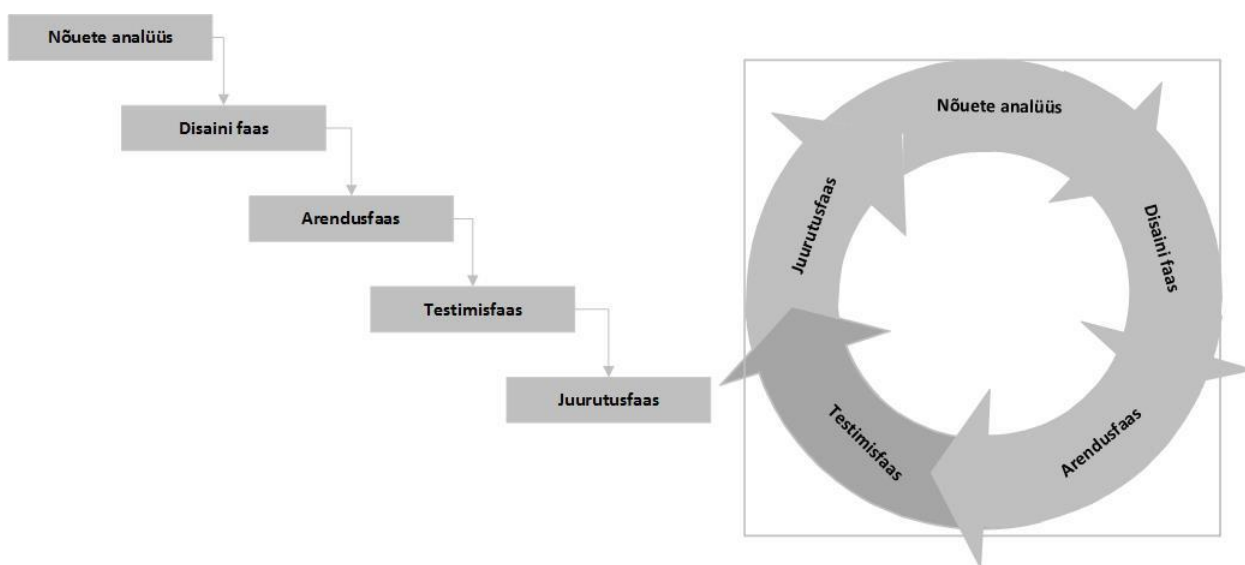 Nõuete analüüs
Disaini faas
Arendusfaas
Testimisfaas
Juurutusfaas
Nõuete analüüs
Disaini faas
Arendusfaas
Testimisfaas
Juurutusfaas